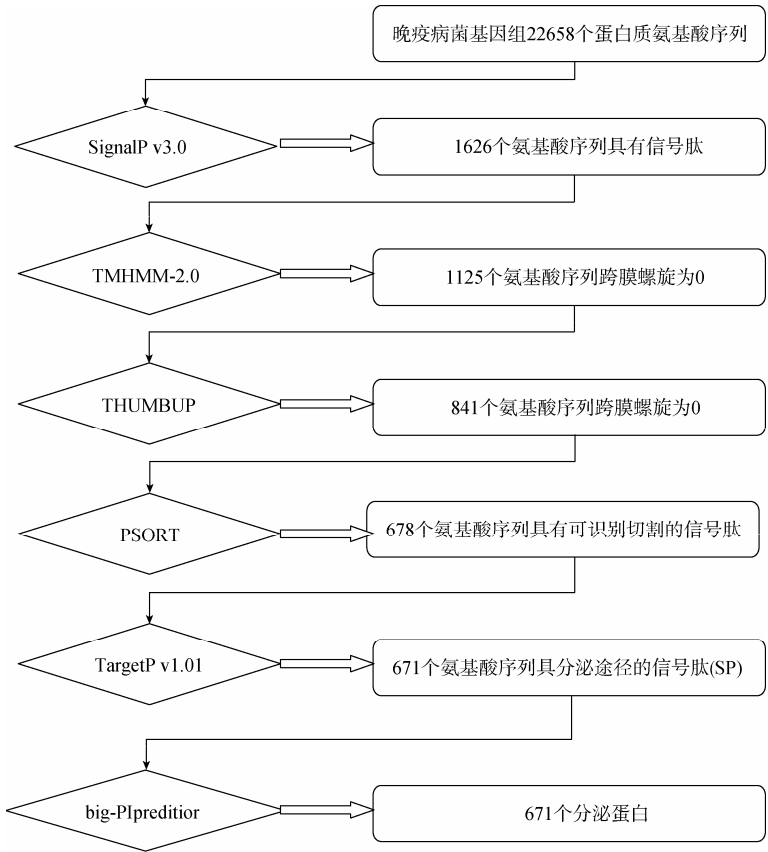 晚疫病菌基因组22658个蛋白质氨基酸序列
SignalP v3.0
1626个氨基酸序列具有信号肽
TMHMM-2.0
1125个氨基酸序列跨膜螺旋为0
THUMBUP
841个氨基酸序列跨膜螺旋为0
PSORT
678个氨基酸序列具有可识别切割的信号肽
TargetP v1.01
671个氨基酸序列具分泌途径的信号肽(SP)
big-PIpreditior
671个分泌蛋白